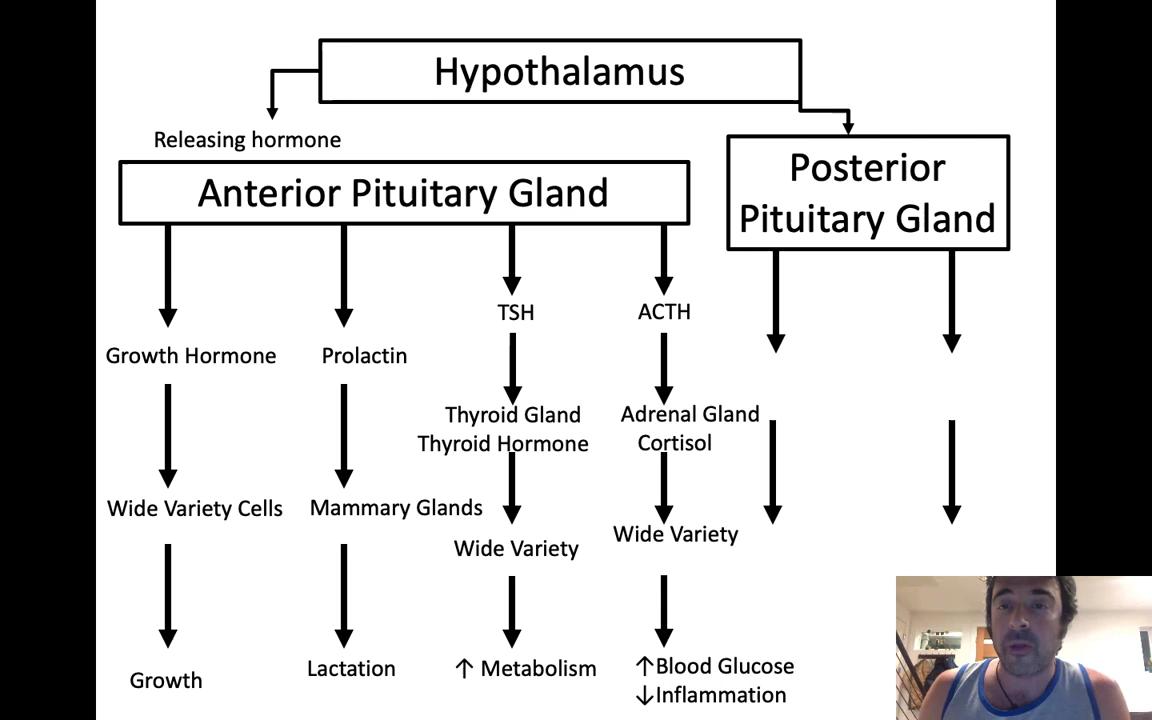 Hypothalamus
Releasing hormone
Anterior Pituitary Gland
Posterior
Pituitary Gland
TSH
ACTH
Growth Hormone
Prolactin
Thyroid Gland
Thyroid Hormone
Adrenal Gland
Cortisol
Wide Variety Cells
Mammary Glands
Wide Variety
Wide Variety
Growth
Lactation
↑ Metabolism
↑Blood Glucose
↓Inflammation